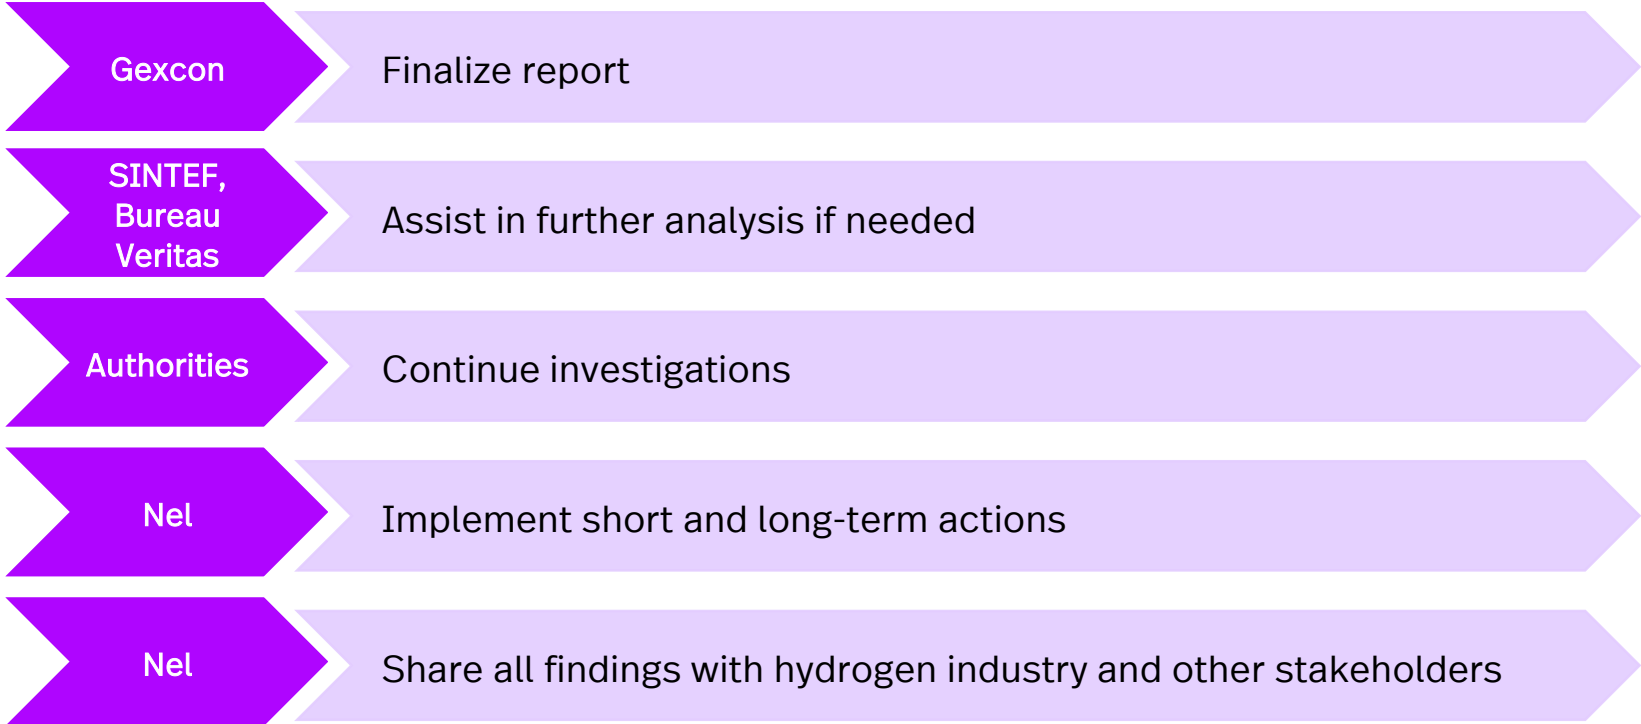 Gexcon
Finalize report
SINTEF,
Bureau
Veritas
Assist in further analysis if needed
Authorities
Continue investigations
Nel
Implement short and long-term actions
Nel
Share all findings with hydrogen industry and other stakeholders